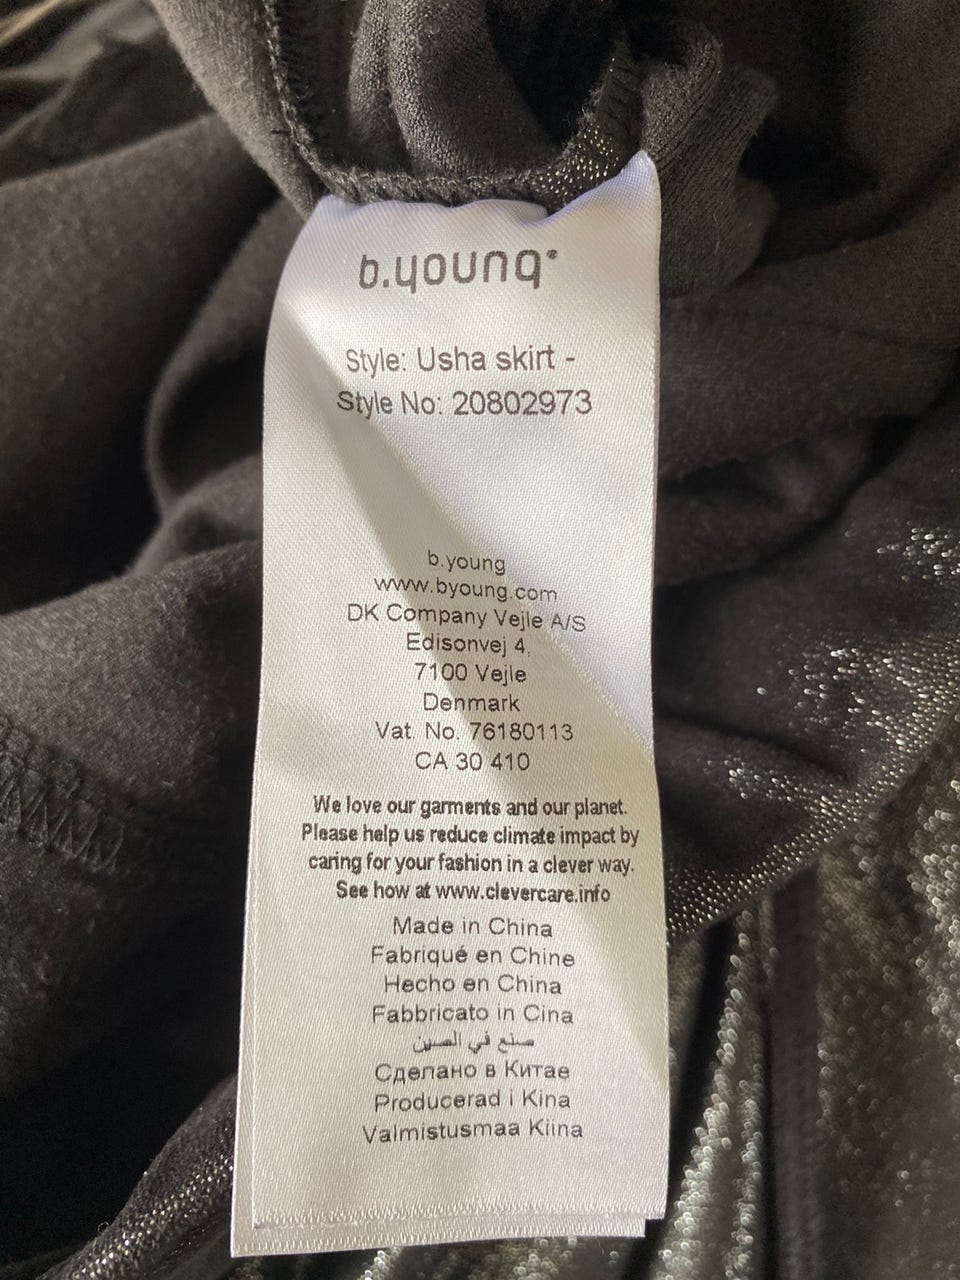 b.young®
Style: Usha skirt -
Style No: 20802973
b.young
www.byoung.com
DK Company Vejle A/S
Edisonvej 4,
7100 Vejle
Denmark
Vat. No. 76180113
CA 30 410
We love our garments and our planet.
Please help us reduce climate impact by
caring for your fashion in a clever way.
See how at www.clevercare.info
Made in China
Fabriqué en Chine
Hecho en China
Fabbricato in Cina
صنع في الصين
Сделано в Китае
Producerad i Kina
Valmistusmaa Kiina